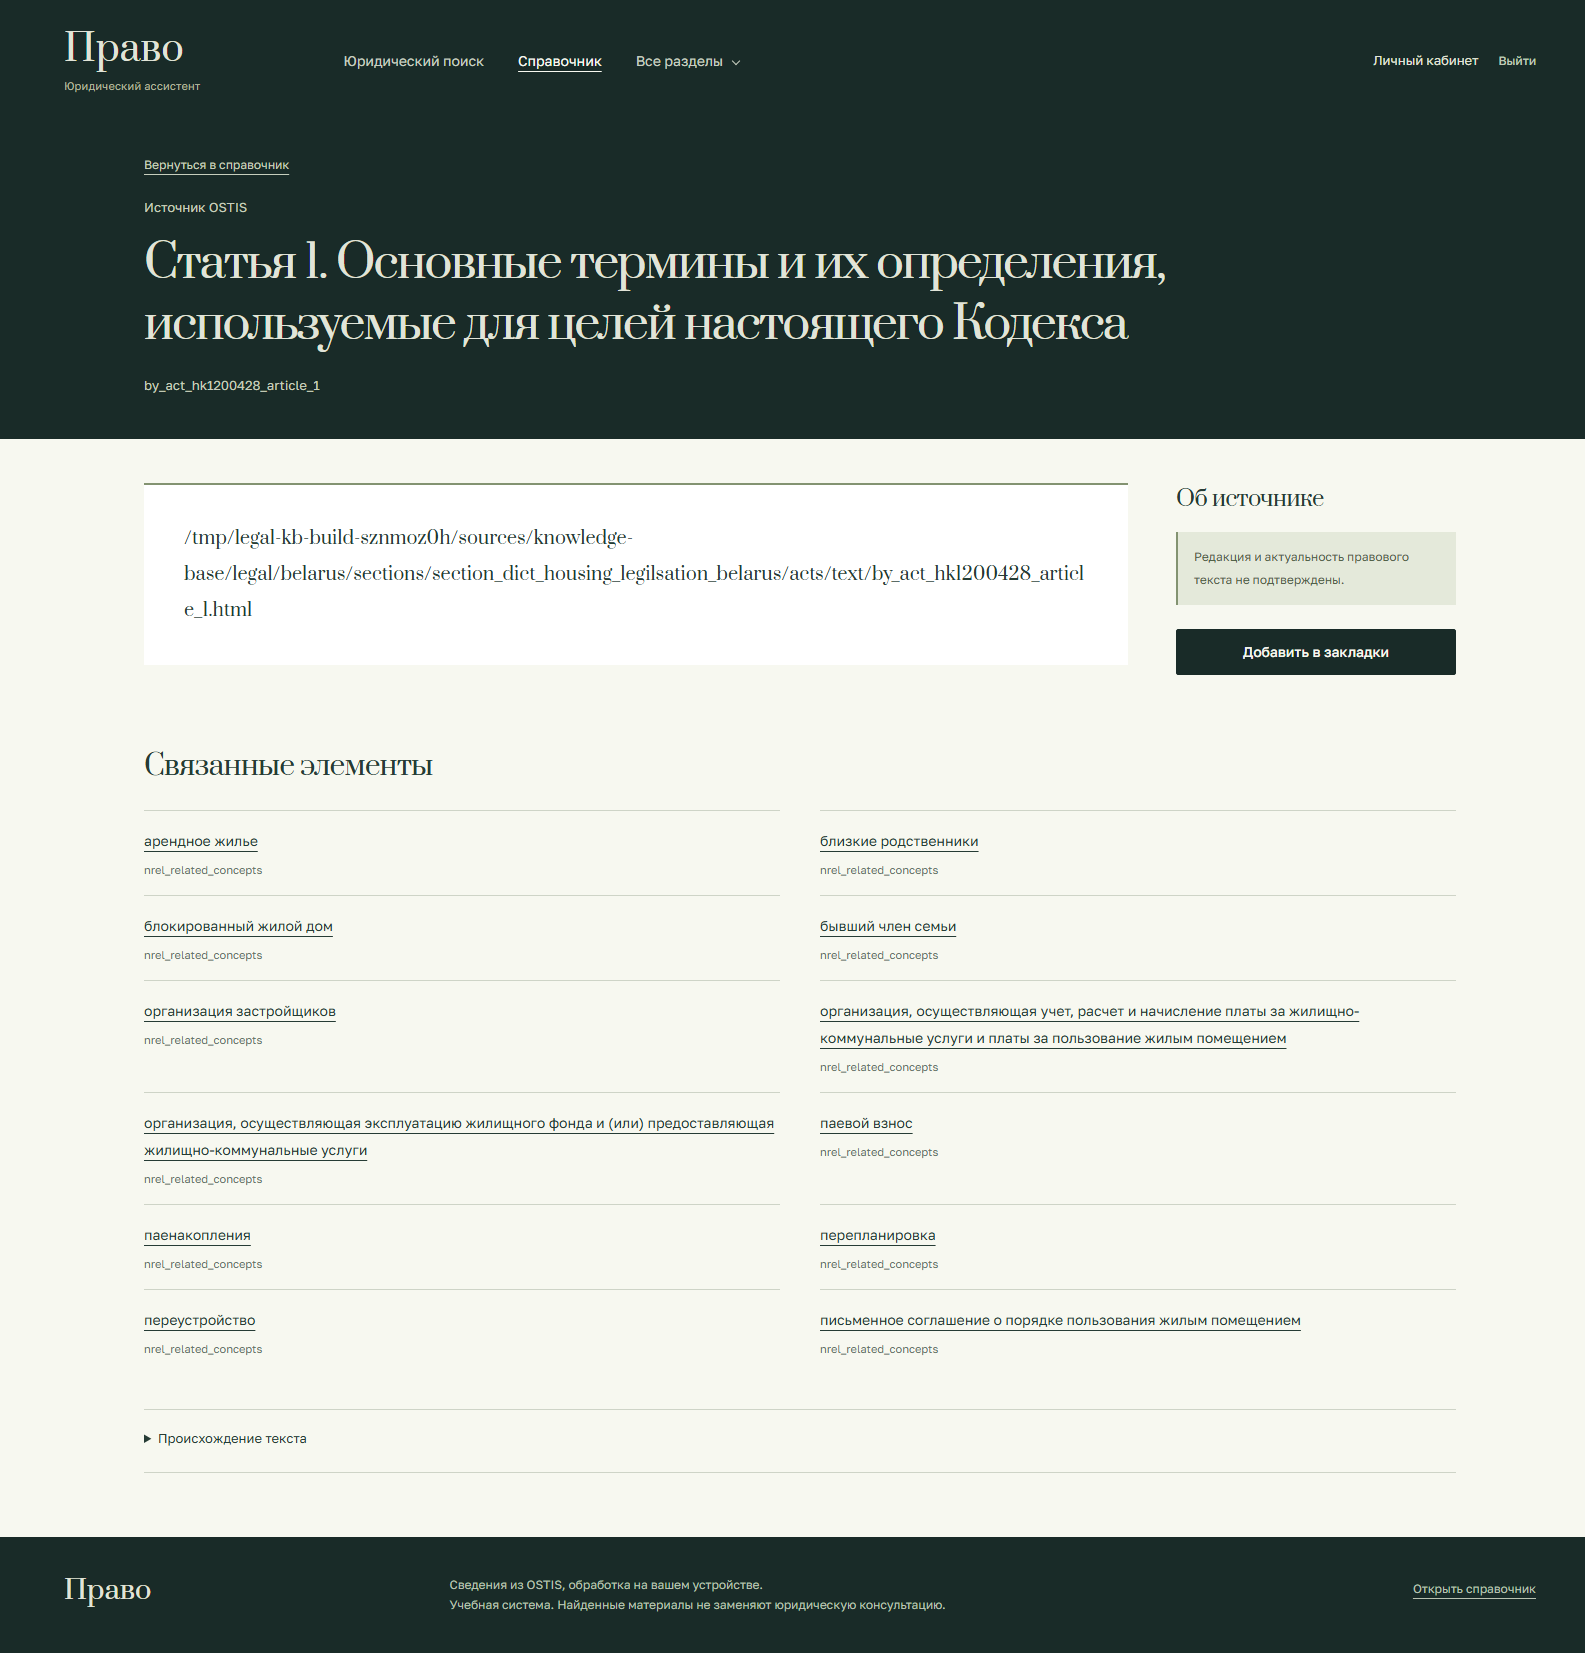 Право
Юридический ассистент
Юридический поиск
Справочник
Все разделы
Личный кабинет
Выйти
Вернуться в справочник
Источник OSTIS
Статья 1. Основные термины и их определения,
используемые для целей настоящего Кодекса
by_act_hk1200428_article_1
/tmp/legal-kb-build-sznmoz0h/sources/knowledge-
base/legal/belarus/sections/section_dict_housing_legilsation_belarus/acts/text/by_act_hk1200428_articl
e_1.html
Об источнике
Редакция и актуальность правового
текста не подтверждены.
Добавить в закладки
Связанные элементы
арендное жилье
nrel_related_concepts
близкие родственники
nrel_related_concepts
блокированный жилой дом
nrel_related_concepts
бывший член семьи
nrel_related_concepts
организация застройщиков
nrel_related_concepts
организация, осуществляющая учет, расчет и начисление платы за жилищно-
коммунальные услуги и платы за пользование жилым помещением
nrel_related_concepts
организация, осуществляющая эксплуатацию жилищного фонда и (или) предоставляющая
жилищно-коммунальные услуги
nrel_related_concepts
паевой взнос
nrel_related_concepts
паенакопления
nrel_related_concepts
перепланировка
nrel_related_concepts
переустройство
nrel_related_concepts
письменное соглашение о порядке пользования жилым помещением
nrel_related_concepts
Происхождение текста
Право
Сведения из OSTIS, обработка на вашем устройстве.
Учебная система. Найденные материалы не заменяют юридическую консультацию.
Открыть справочник